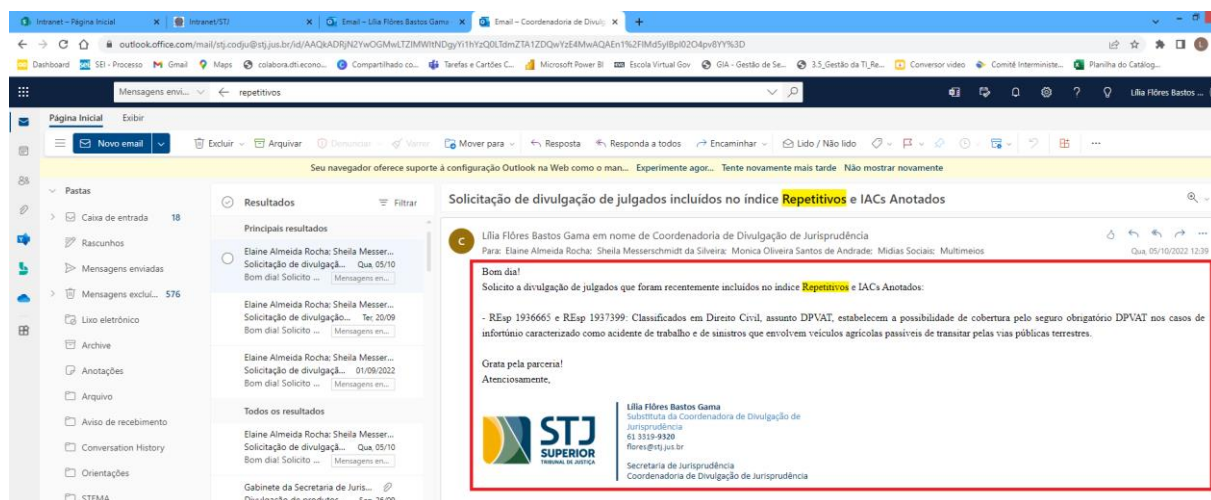 Intranet – Página Inicial
Intranet/STJ
Email – Lília Flôres Bastos Gama
Email – Coordenadoria de Divulg
outlook.office.com/mail/stj.codju@stj.jus.br/id/
Dashboard SEI - Processo Gmail Maps colabora.dti.econo... Compartilhado co... Tarefas e Cartões C... Microsoft Power BI Escola Virtual Gov GIA - Gestão de Se... 3.5_Gestão da TI_Re... Conversor video Comitê Interministe... Planilha do Catálog...
Mensagens envi... repetitivos Lília Flôres Bastos ...
Página Inicial Exibir
Novo email Excluir Arquivar Denunciar Varrer Mover para Resposta Responda a todos Encaminhar Lido / Não lido
Seu navegador oferece suporte à configuração Outlook na Web como o man... Experimente agor... Tente novamente mais tarde Não mostrar novamente
Pastas
Caixa de entrada 18
Rascunhos
Mensagens enviadas
Mensagens excluí... 576
Lixo eletrônico
Archive
Anotações
Arquivo
Aviso de recebimento
Conversation History
Orientações
STEMA
Resultados Filtrar
Principais resultados
Elaine Almeida Rocha; Sheila Messer...
Solicitação de divulgaçã... Qua, 05/10
Bom dia! Solicito ... Mensagens en...
Elaine Almeida Rocha; Sheila Messer...
Solicitação de divulgação... Ter, 20/09
Bom dia! Solicito ... Mensagens en...
Elaine Almeida Rocha; Sheila Messer...
Solicitação de divulgaçã... 01/09/2022
Bom dia! Solicito ... Mensagens en...
Todos os resultados
Elaine Almeida Rocha; Sheila Messer...
Solicitação de divulgaçã... Qua, 05/10
Bom dia! Solicito ... Mensagens en...
Gabinete da Secretaria de Juris...
Divulgação de produtos... Seg, 26/09
Solicitação de divulgação de julgados incluídos no índice Repetitivos e IACs Anotados
C
Lília Flôres Bastos Gama em nome de Coordenadoria de Divulgação de Jurisprudência
Para: Elaine Almeida Rocha; Sheila Messerschmidt da Silveira; Monica Oliveira Santos de Andrade; Midias Sociais; Multimeios
Qua, 05/10/2022 12:39
Bom dia!
Solicito a divulgação de julgados que foram recentemente incluídos no índice Repetitivos e IACs Anotados:
- REsp 1936665 e REsp 1937399: Classificados em Direito Civil, assunto DPVAT, estabelecem a possibilidade de cobertura pelo seguro obrigatório DPVAT nos casos de
infortúnio caracterizado como acidente de trabalho e de sinistros que envolvem veículos agrícolas passíveis de transitar pelas vias públicas terrestres.
Grata pela parceria!
Atenciosamente,
STJ
SUPERIOR
TRIBUNAL DE JUSTIÇA
Lília Flôres Bastos Gama
Substituta da Coordenadora de Divulgação de
Jurisprudência
61 3319-9320
flores@stj.jus.br
Secretaria de Jurisprudência
Coordenadoria de Divulgação de Jurisprudência